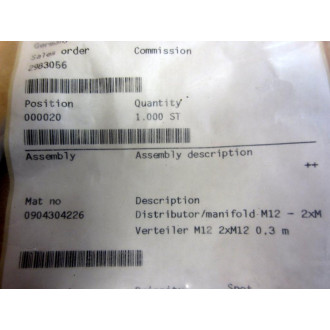 Sales order Commission
2983056
Position Quantity
000020 1.000 ST
Assembly Assembly description
++
Mat no Description
0904304226 Distributor/manifold M12 - 2xM
Verteiler M12 2xM12 0,3 m